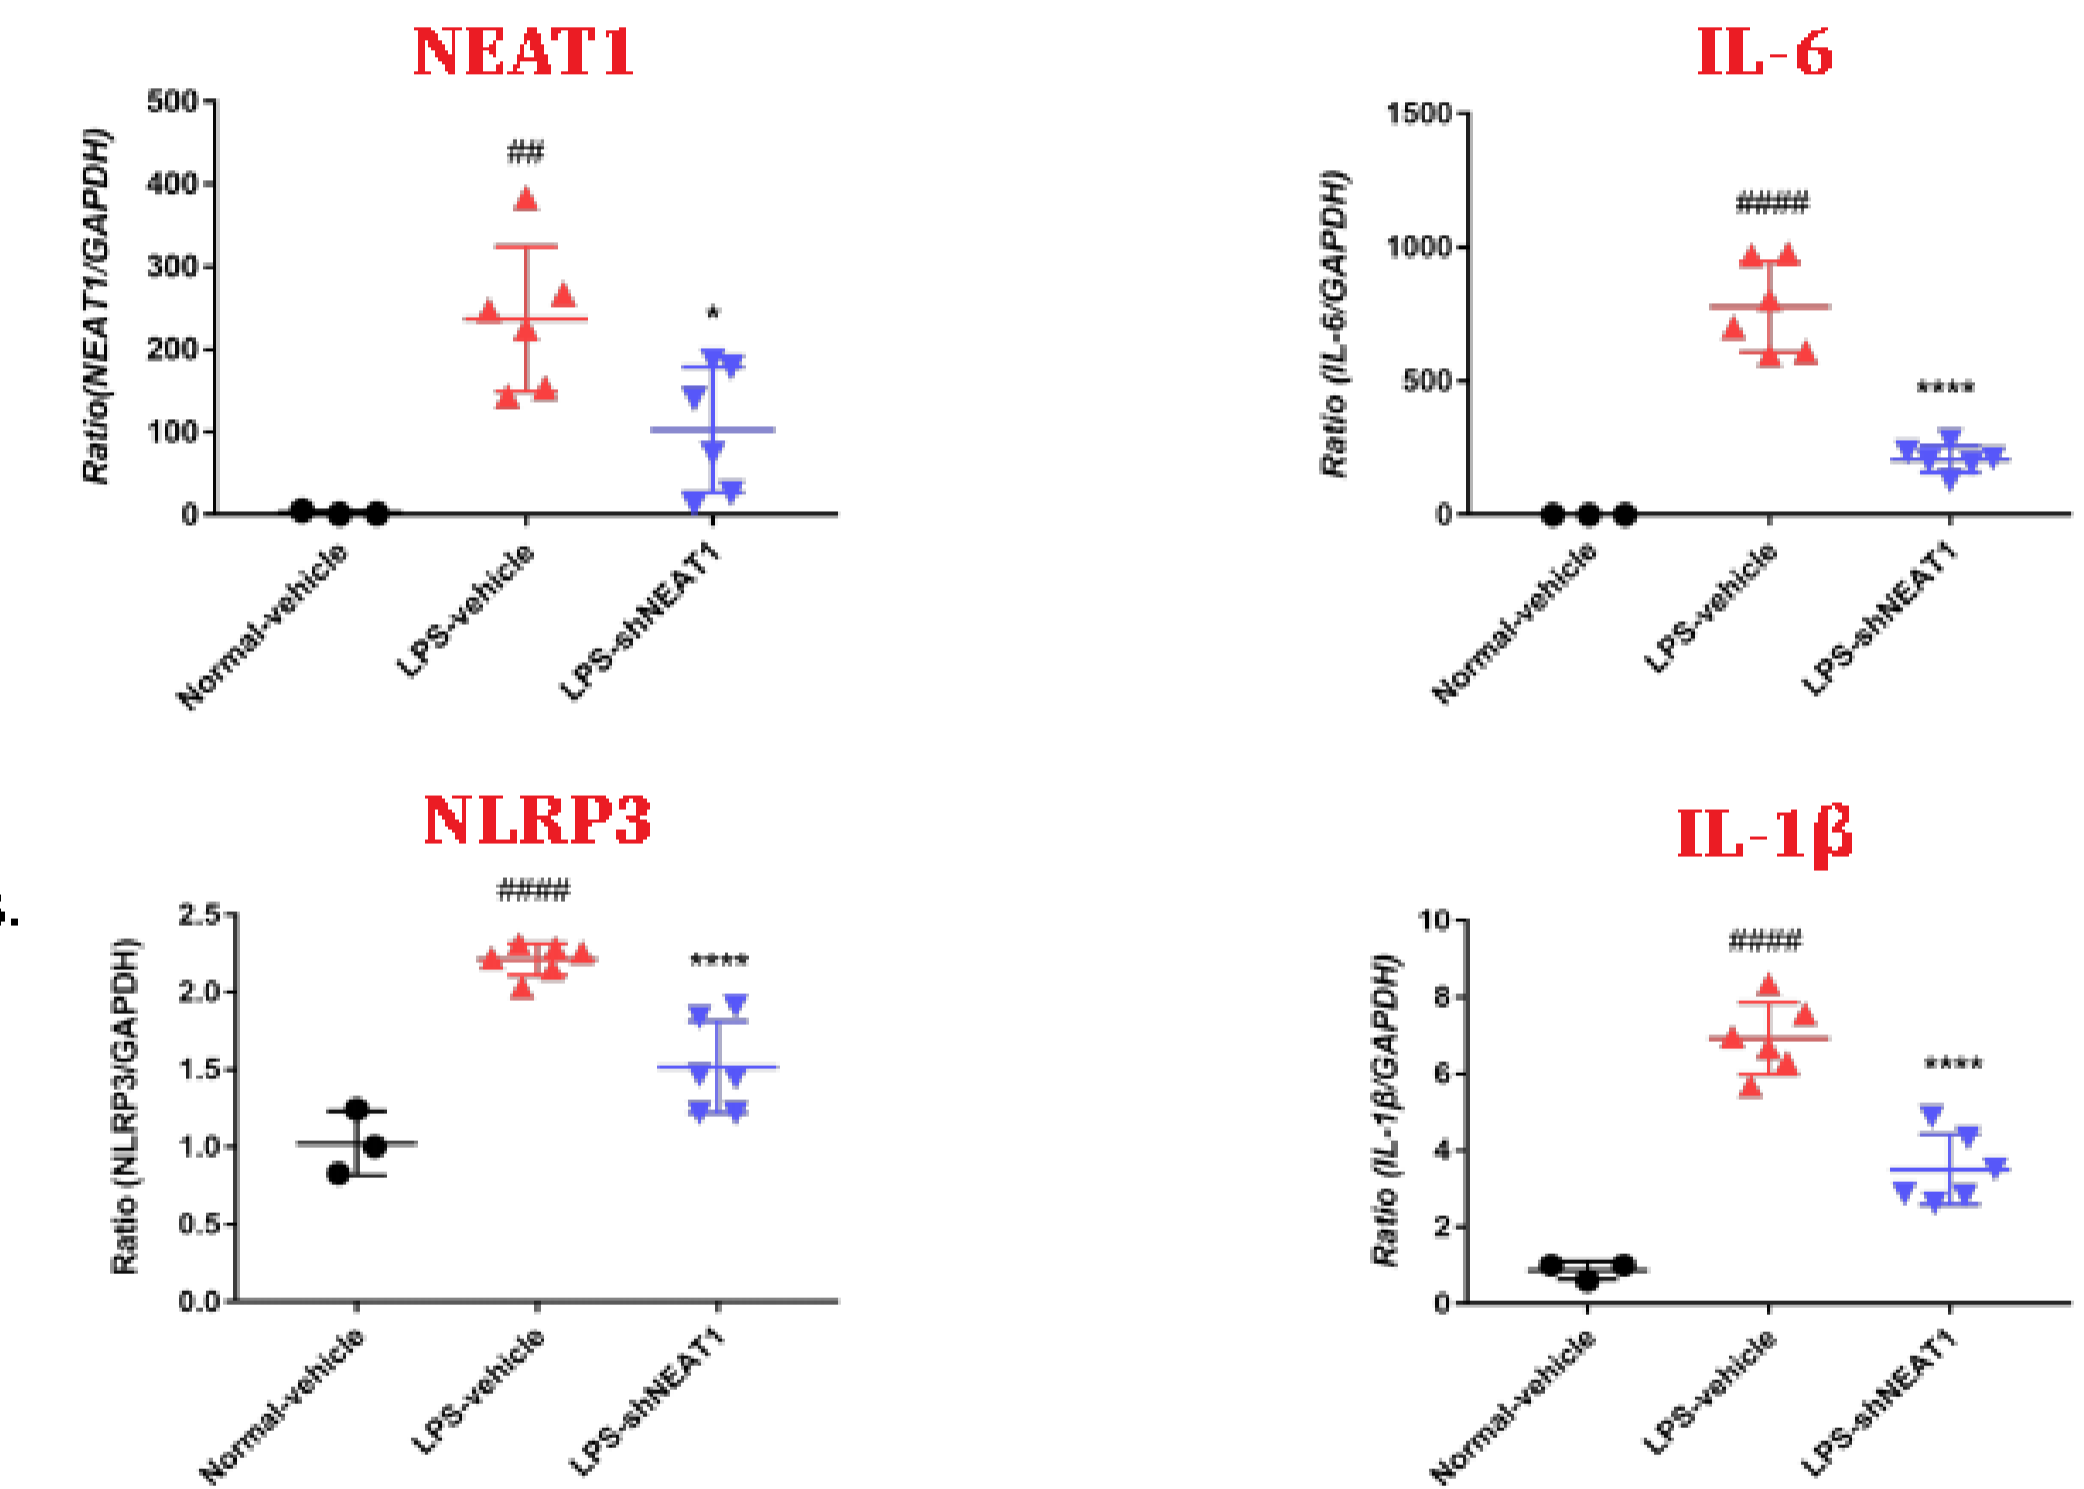 NEAT1
Ratio(NEAT1/GAPDH)
500
400
300
200
100
0
##
*
Normal-vehicle
LPS-vehicle
LPS-shNEAT1
IL-6
Ratio (IL-6/GAPDH)
1500
1000
500
0
####
****
Normal-vehicle
LPS-vehicle
LPS-shNEAT1
NLRP3
Ratio (NLRP3/GAPDH)
2.5
2.0
1.5
1.0
0.5
0.0
####
****
Normal-vehicle
LPS-vehicle
LPS-shNEAT1
IL-1β
Ratio (IL-1β/GAPDH)
10
8
6
4
2
0
####
****
Normal-vehicle
LPS-vehicle
LPS-shNEAT1